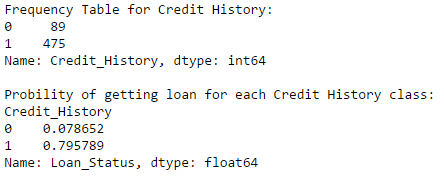 Frequency Table for Credit History:
0     89
1    475
Name: Credit_History, dtype: int64

Probility of getting loan for each Credit History class:
Credit_History
0    0.078652
1    0.795789
Name: Loan_Status, dtype: float64